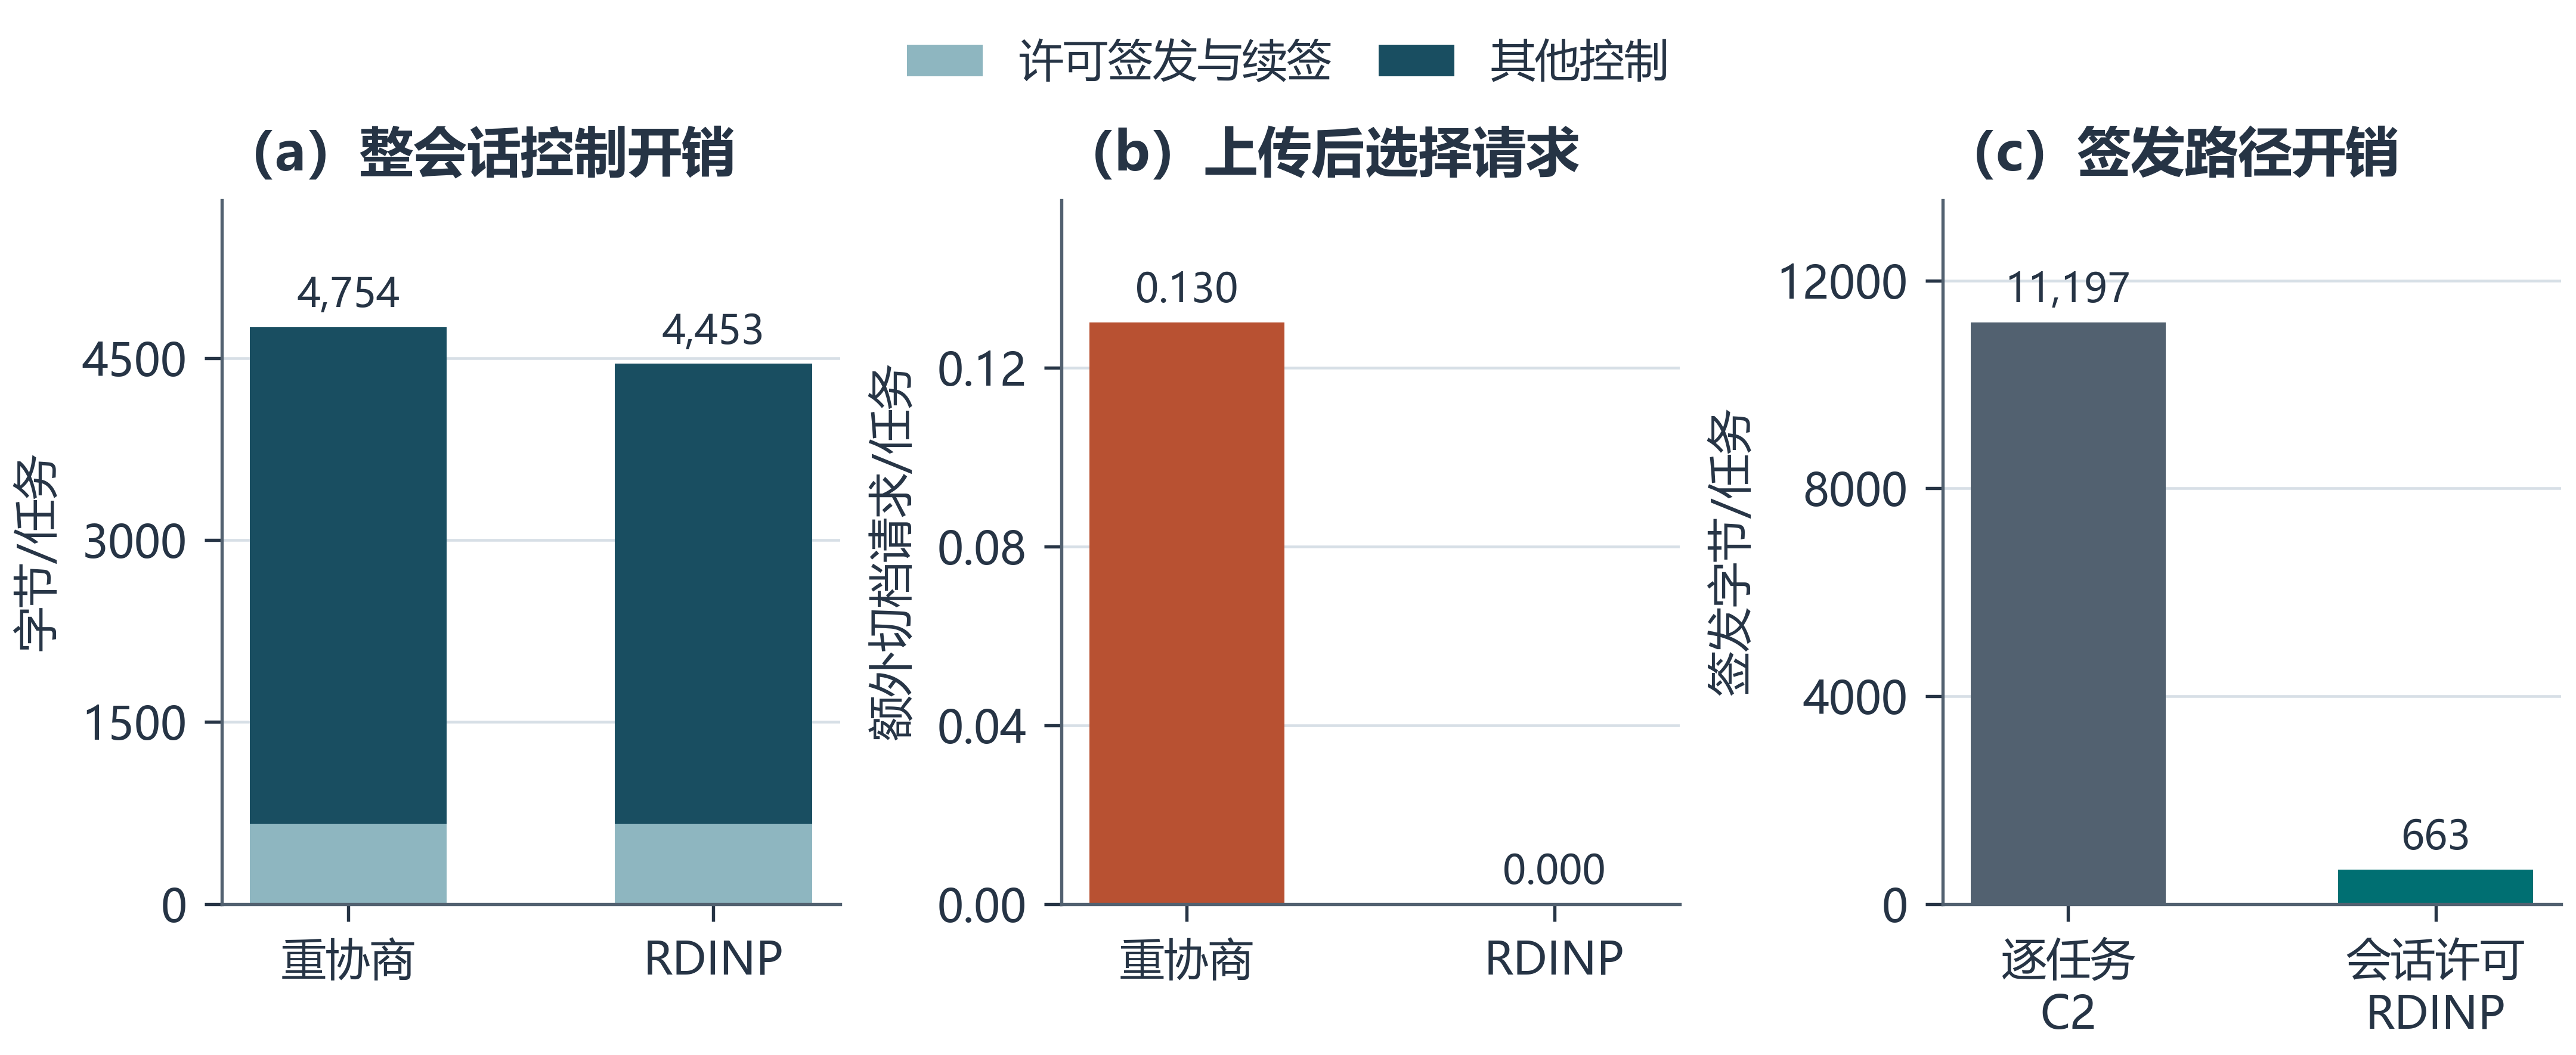 许可签发与续签
其他控制
(a) 整会话控制开销
4,754
4,453
4500
3000
1500
0
字节/任务
重协商
RDINP
(b) 上传后选择请求
0.130
0.000
0.12
0.08
0.04
0.00
额外切档请求/任务
重协商
RDINP
(c) 签发路径开销
11,197
663
12000
8000
4000
0
签发字节/任务
逐任务
C2
会话许可
RDINP